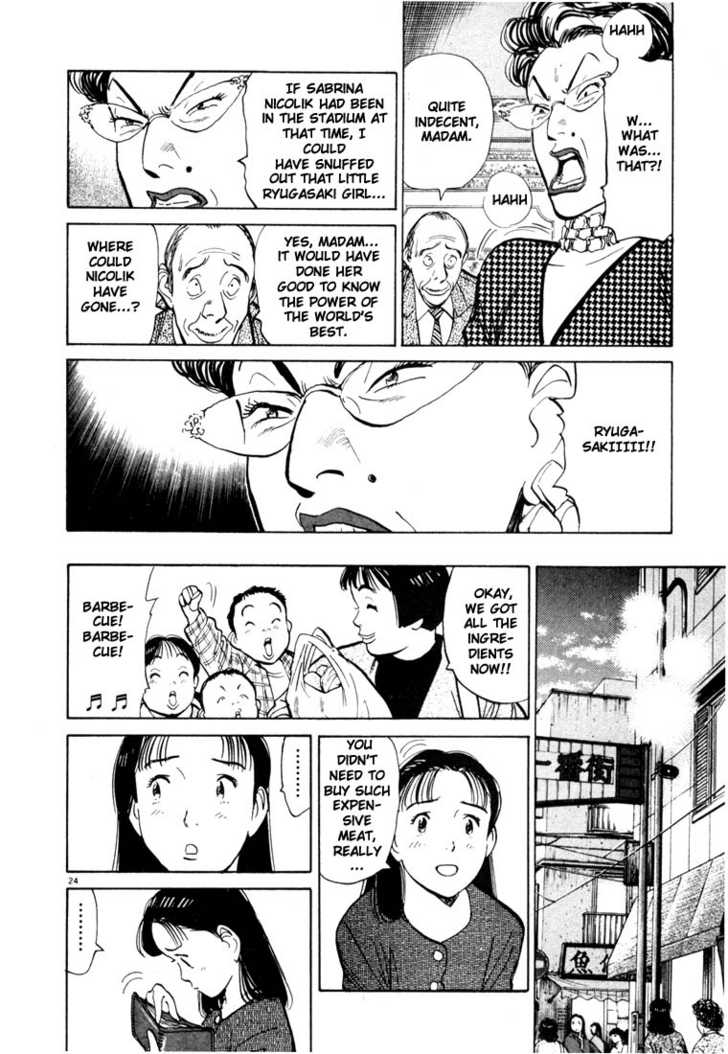 HAHH
W...
WHAT
WAS...
THAT?!
QUITE
INDECENT,
MADAM.
HAHH
IF SABRINA
NICOLIK HAD BEEN
IN THE STADIUM AT
THAT TIME, I
COULD
HAVE SNUFFED
OUT THAT LITTLE
RYUGASAKI GIRL...
YES, MADAM...
IT WOULD HAVE
DONE HER
GOOD TO KNOW
THE POWER OF
THE WORLD'S
BEST.
WHERE
COULD
NICOLIK
HAVE
GONE...?
RYUGA-
SAKIIIII!!
一番街
魚
OKAY,
WE GOT
ALL THE
INGRE-
DIENTS
NOW!!
BARBE-
CUE!
BARBE-
CUE!
YOU
DIDN'T
NEED TO
BUY SUCH
EXPEN-
SIVE
MEAT,
REALLY
...
.........
24
.........